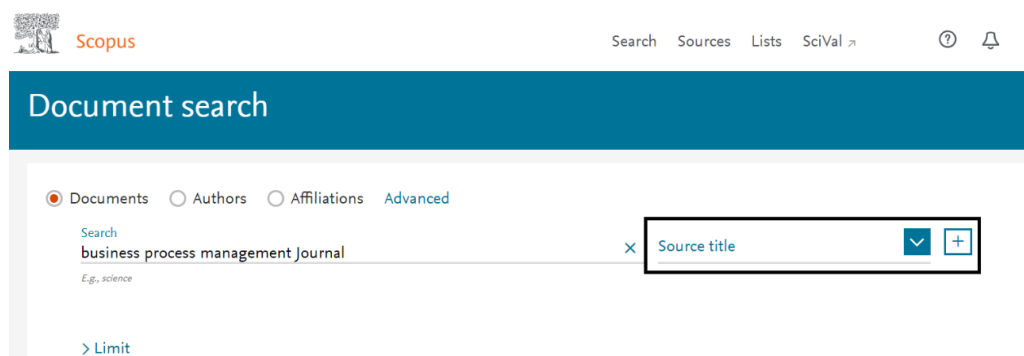 Scopus
Search Sources Lists SciVal
Document search
Documents Authors Affiliations Advanced
Search
business process management Journal
Source title
E.g., science
Limit